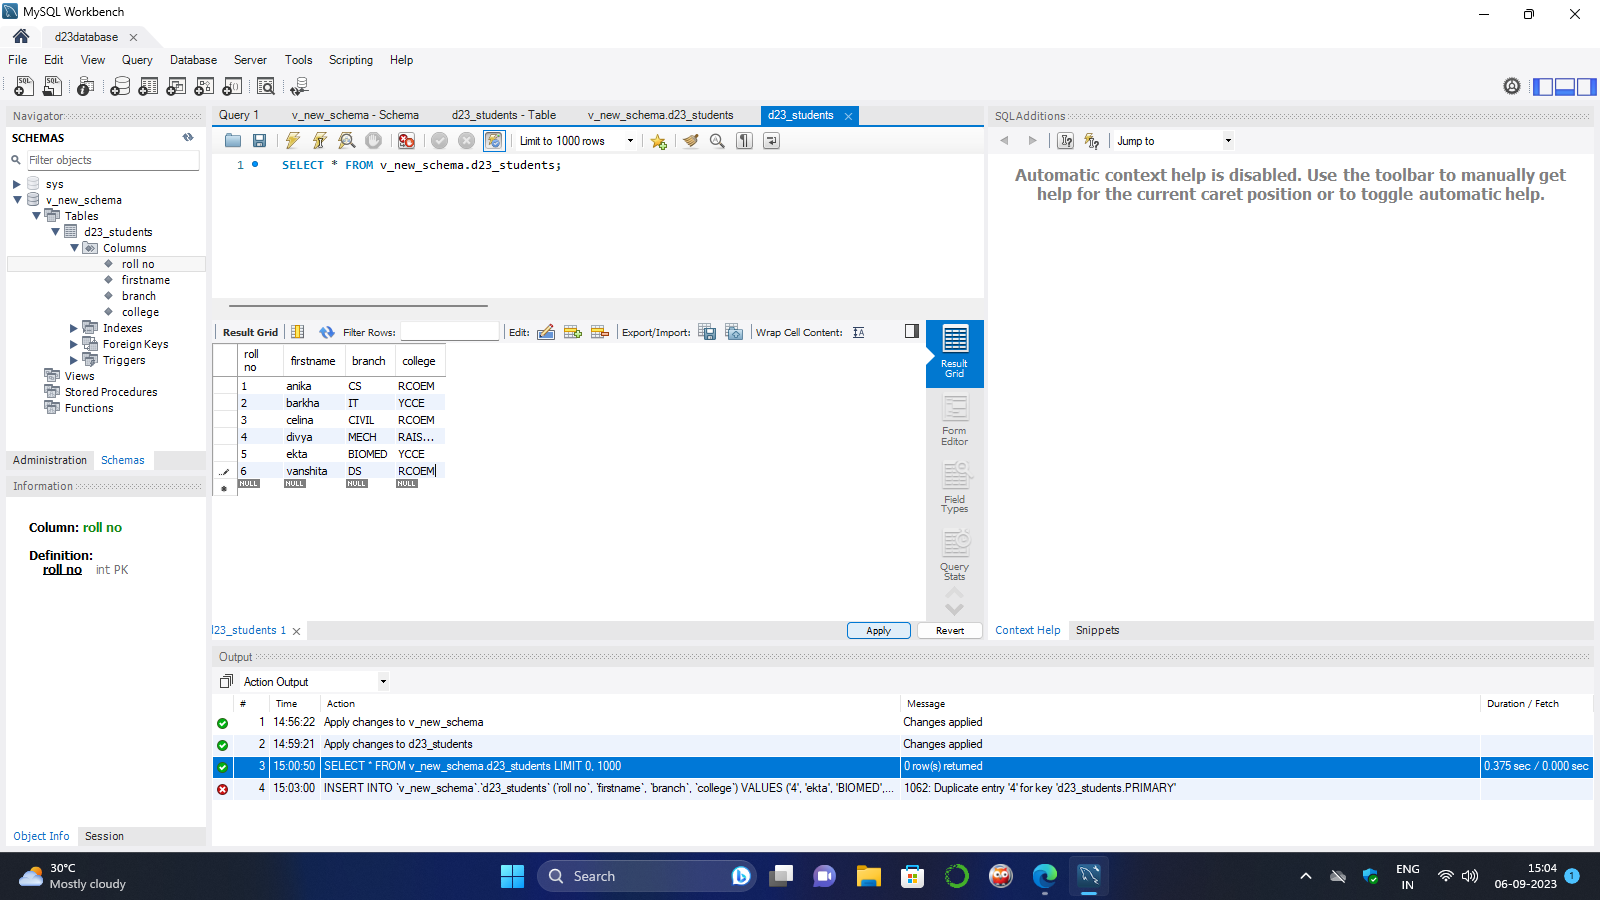 MySQL Workbench
d23database
File Edit View Query Database Server Tools Scripting Help
Navigator
SCHEMAS
Filter objects
sys
v_new_schema
Tables
d23_students
Columns
roll no
firstname
branch
college
Indexes
Foreign Keys
Triggers
Views
Stored Procedures
Functions
Administration Schemas
Information
Column: roll no
Definition:
roll no int PK
Object Info Session
Query 1 v_new_schema - Schema d23_students - Table v_new_schema.d23_students d23_students
Limit to 1000 rows
1 SELECT * FROM v_new_schema.d23_students;
Result Grid Filter Rows: Edit: Export/Import: Wrap Cell Content:
roll no firstname branch college
1 anika CS RCOEM
2 barkha IT YCCE
3 celina CIVIL RCOEM
4 divya MECH RAIS...
5 ekta BIOMED YCCE
6 vanshita DS RCOEM
NULL NULL NULL NULL
Result Grid
Form Editor
Field Types
Query Stats
d23_students 1
Apply Revert
SQLAdditions
Jump to
Automatic context help is disabled. Use the toolbar to manually get
help for the current caret position or to toggle automatic help.
Context Help Snippets
Output
Action Output
# Time Action Message Duration / Fetch
1 14:56:22 Apply changes to v_new_schema Changes applied
2 14:59:21 Apply changes to d23_students Changes applied
3 15:00:50 SELECT * FROM v_new_schema.d23_students LIMIT 0, 1000 0 row(s) returned 0.375 sec / 0.000 sec
4 15:03:00 INSERT INTO `v_new_schema`.`d23_students` (`roll no`, `firstname`, `branch`, `college`) VALUES ('4', 'ekta', 'BIOMED',... 1062: Duplicate entry '4' for key 'd23_students.PRIMARY'
30°C
Mostly cloudy
Search
ENG
IN
15:04
06-09-2023
1